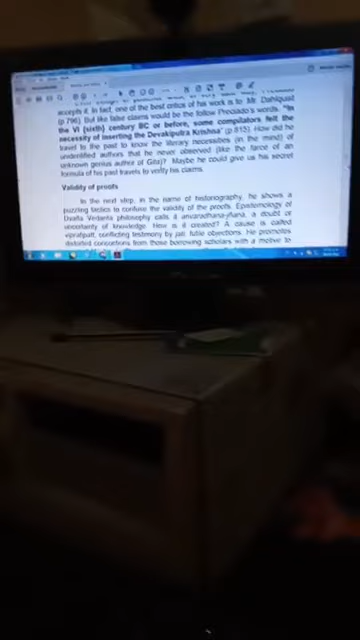 accepts it. In fact, one of the best critics of his work is to Mr. Dahlquist
(p.796). But like false claims would be the follow Preciado's words. "In
the VI (sixth) century BC or before, some compilators felt the
necessity of inserting the Devakiputra Krishna" (p.815). How did he
travel to the past to know the literary necessities (in the mind) of
unidentified authors that he never observed (like the farce of an
unknown genius author of Gita)? Maybe he could give us his secret
formula of his past travels to verify his claims.
Validity of proofs
In the next step, in the name of historiography, he shows a
puzzling tactics to confuse the validity of the proofs. Epistemology of
Dvaita Vedanta philosophy calls a anvaradhana-jñana, a doubt or
uncertainty of knowledge. How is it created? A cause is called
vipratipatti, conflicting testimony by jati, futile objections. He promotes
distorted concoctions from those borrowing scholars with a motive to